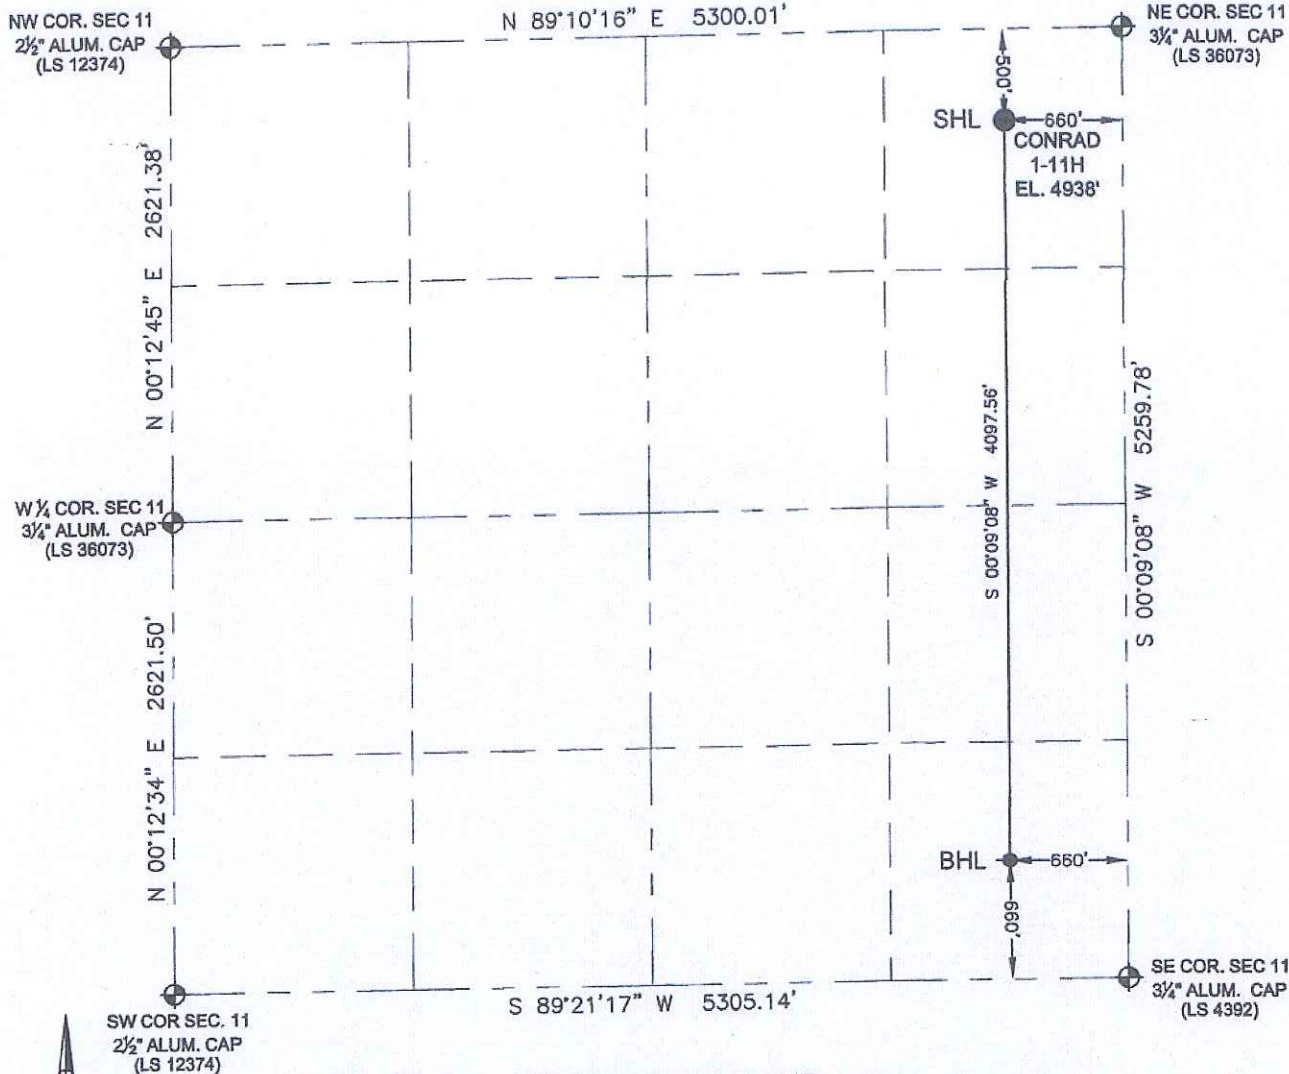 NW COR. SEC 11
2½" ALUM. CAP
(LS 12374)
N 89°10'16" E 5300.01'
NE COR. SEC 11
3¼" ALUM. CAP
(LS 36073)
500'
SHL
660'
CONRAD
1-11H
EL. 4938'
N 00°12'45" E 2621.38'
S 00°09'08" W 4097.56'
S 00°09'08" W 5259.78'
W ¼ COR. SEC 11
3¼" ALUM. CAP
(LS 36073)
N 00°12'34" E 2621.50'
BHL
660'
660'
S 89°21'17" W 5305.14'
SE COR. SEC 11
3¼" ALUM. CAP
(LS 4392)
SW COR SEC. 11
2½" ALUM. CAP
(LS 12374)